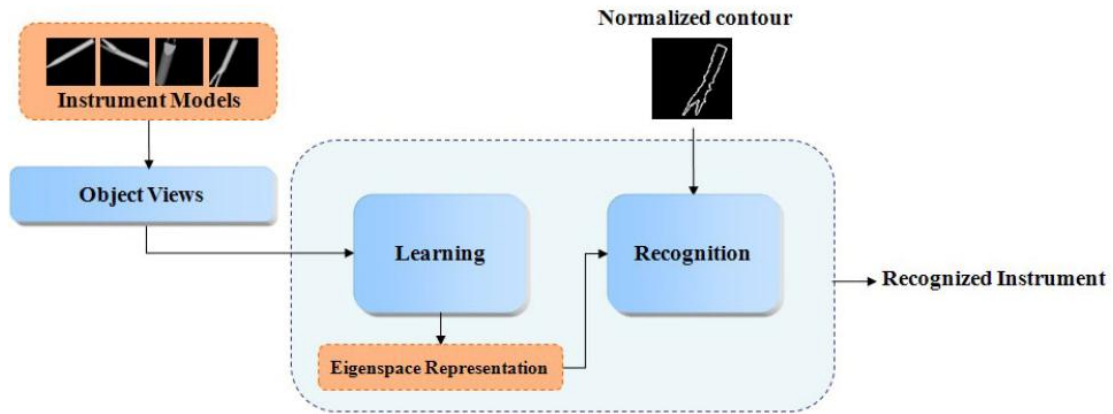 Normalized contour
Instrument Models
Object Views
Learning
Recognition
Recognized Instrument
Eigenspace Representation